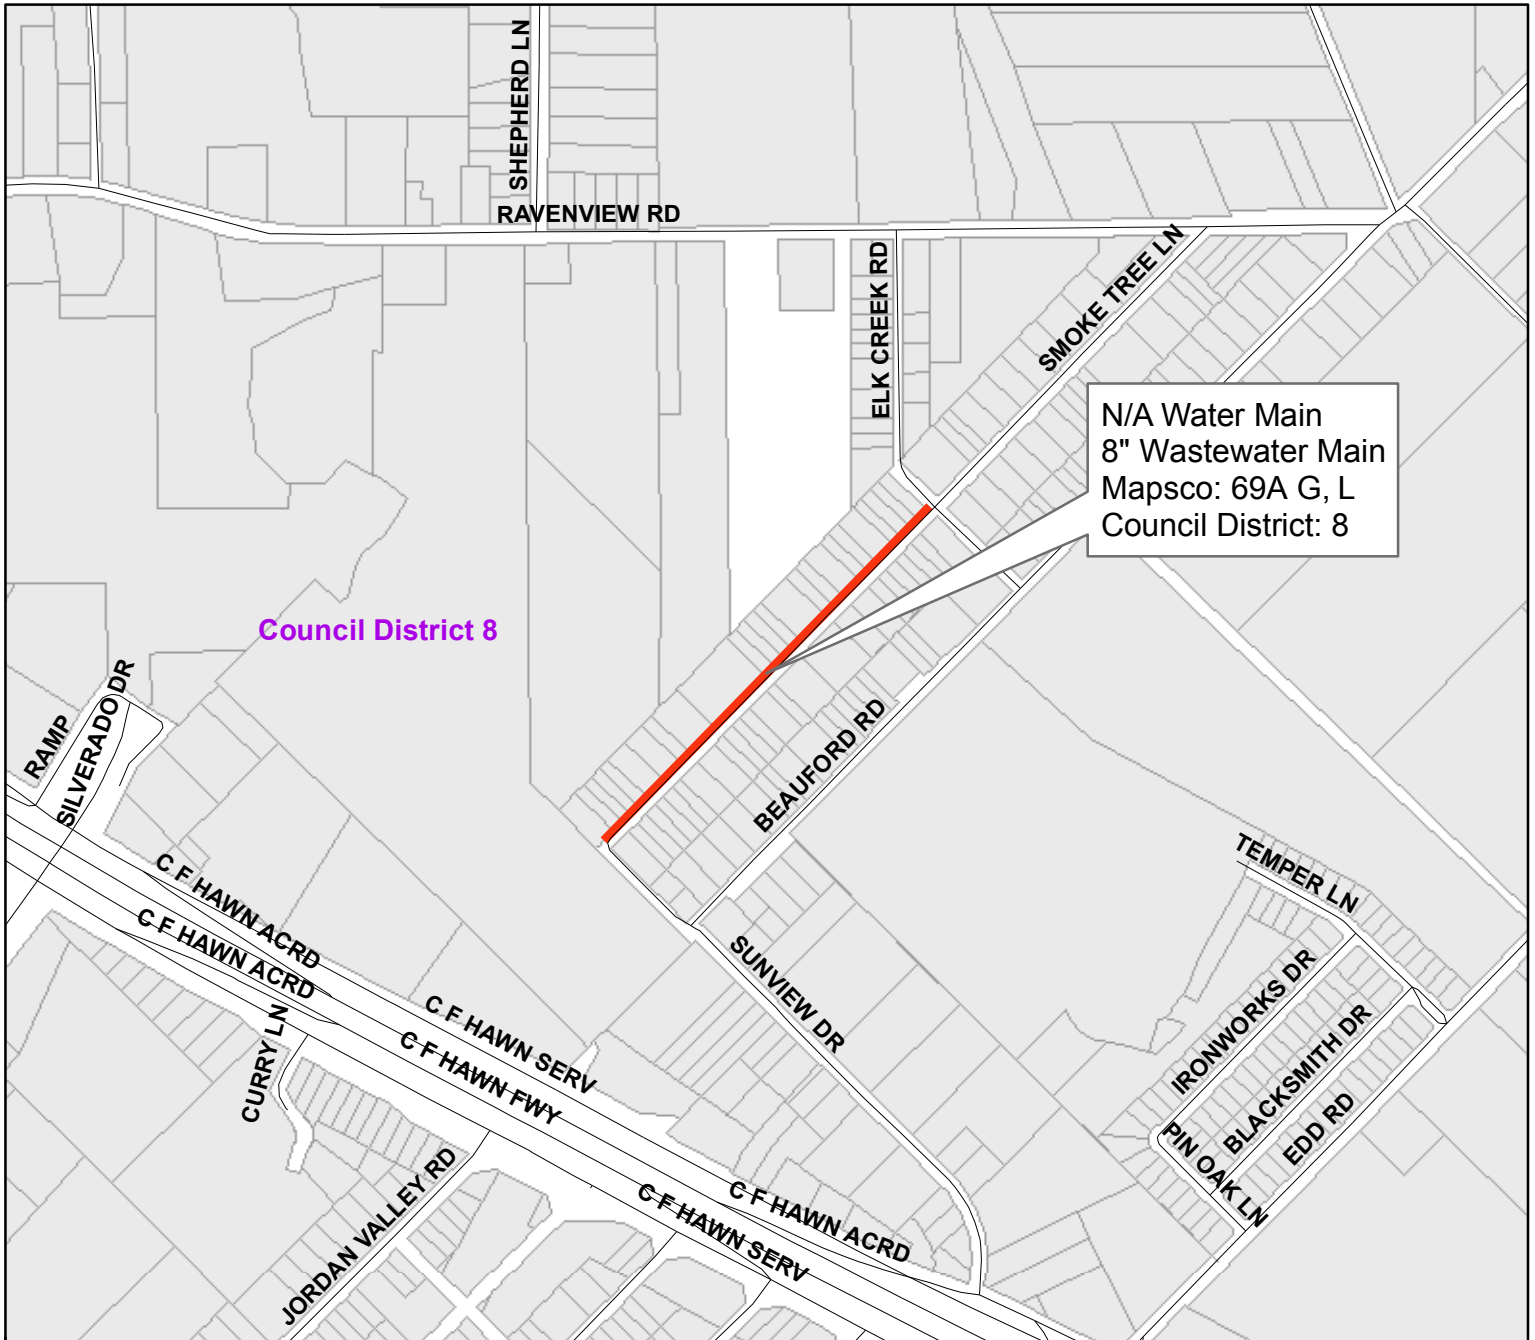 SHEPHERD LN
RAVENVIEW RD
ELK CREEK RD
SMOKE TREE LN
N/A Water Main
8" Wastewater Main
Mapsco: 69A G, L
Council District: 8
Council District 8
RAMP
SILVERADO DR
BEAUFORD RD
C F HAWN ACRD
C F HAWN ACRD
TEMPER LN
SUNVIEW DR
C F HAWN SERV
C F HAWN FWY
CURRY LN
IRONWORKS DR
BLACKSMITH DR
EDD RD
PIN OAK LN
JORDAN VALLEY RD
C F HAWN ACRD
C F HAWN SERV